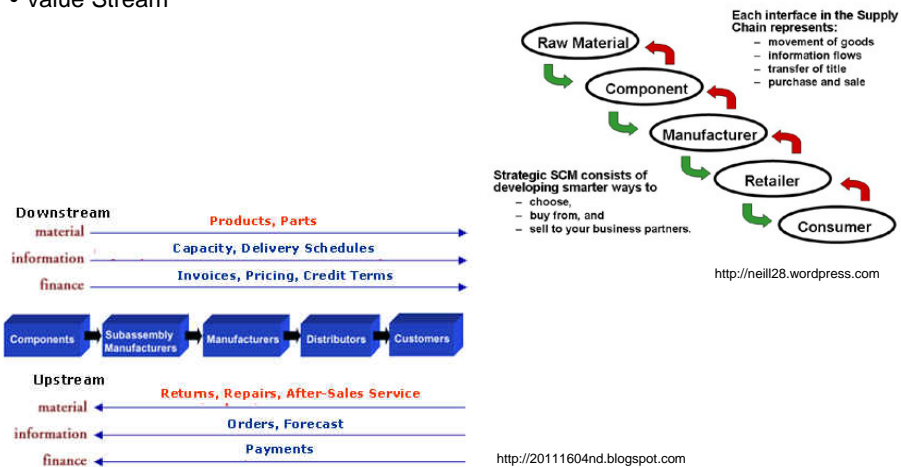 • Value Stream
Raw Material
Component
Manufacturer
Retailer
Consumer
Each interface in the Supply
Chain represents:
– movement of goods
– information flows
– transfer of title
– purchase and sale
Strategic SCM consists of
developing smarter ways to
– choose,
– buy from, and
– sell to your business partners.
http://neill28.wordpress.com
Downstream
material
Products, Parts
information
Capacity, Delivery Schedules
finance
Invoices, Pricing, Credit Terms
Components
Subassembly
Manufacturers
Manufacturers
Distributors
Customers
Upstream
material
Returns, Repairs, After-Sales Service
information
Orders, Forecast
finance
Payments
http://20111604nd.blogspot.com